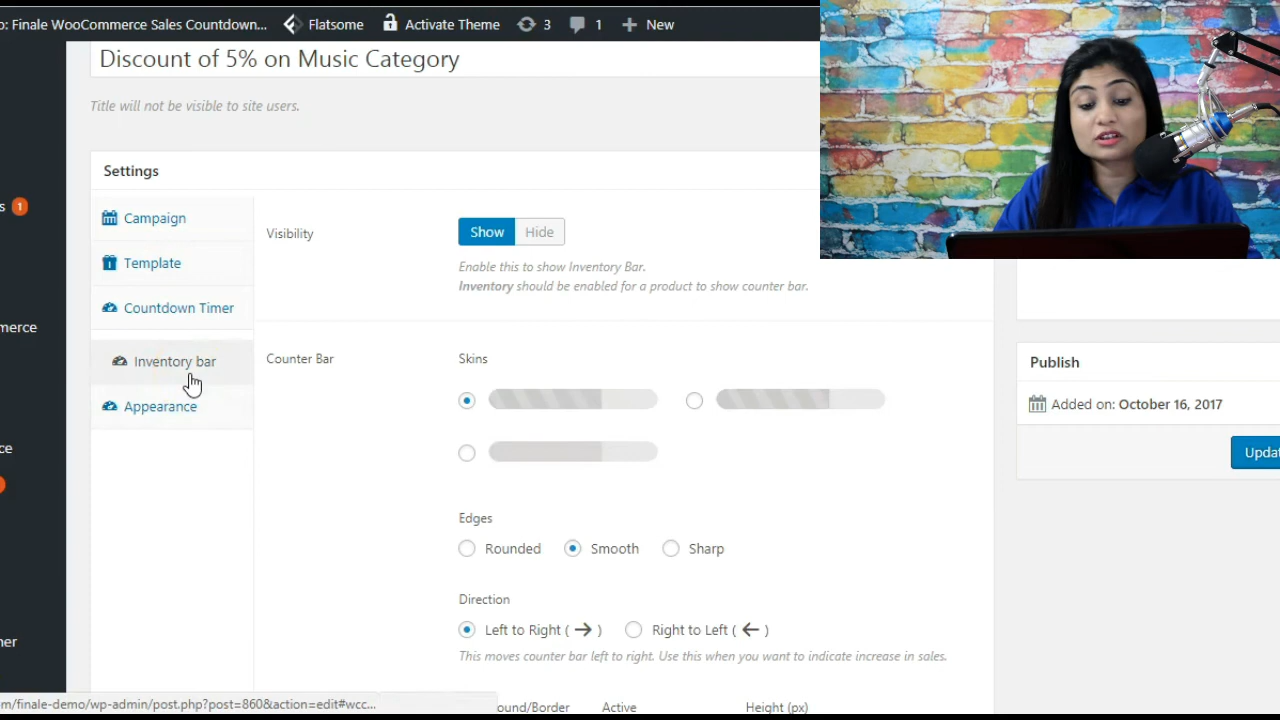 o: Finale WooCommerce Sales Countdown... Flatsome Activate Theme 3 1 New
Discount of 5% on Music Category
Title will not be visible to site users.
Settings
s 1
Campaign
Template
Countdown Timer
Inventory bar
Appearance
merce
ce
ner
Visibility
Show Hide
Enable this to show Inventory Bar.
Inventory should be enabled for a product to show counter bar.
Counter Bar
Skins
Edges
Rounded Smooth Sharp
Direction
Left to Right ( → ) Right to Left ( ← )
This moves counter bar left to right. Use this when you want to indicate increase in sales.
ound/Border Active Height (px)
Publish
Added on: October 16, 2017
Updat
m/finale-demo/wp-admin/post.php?post=860&action=edit#wcc...